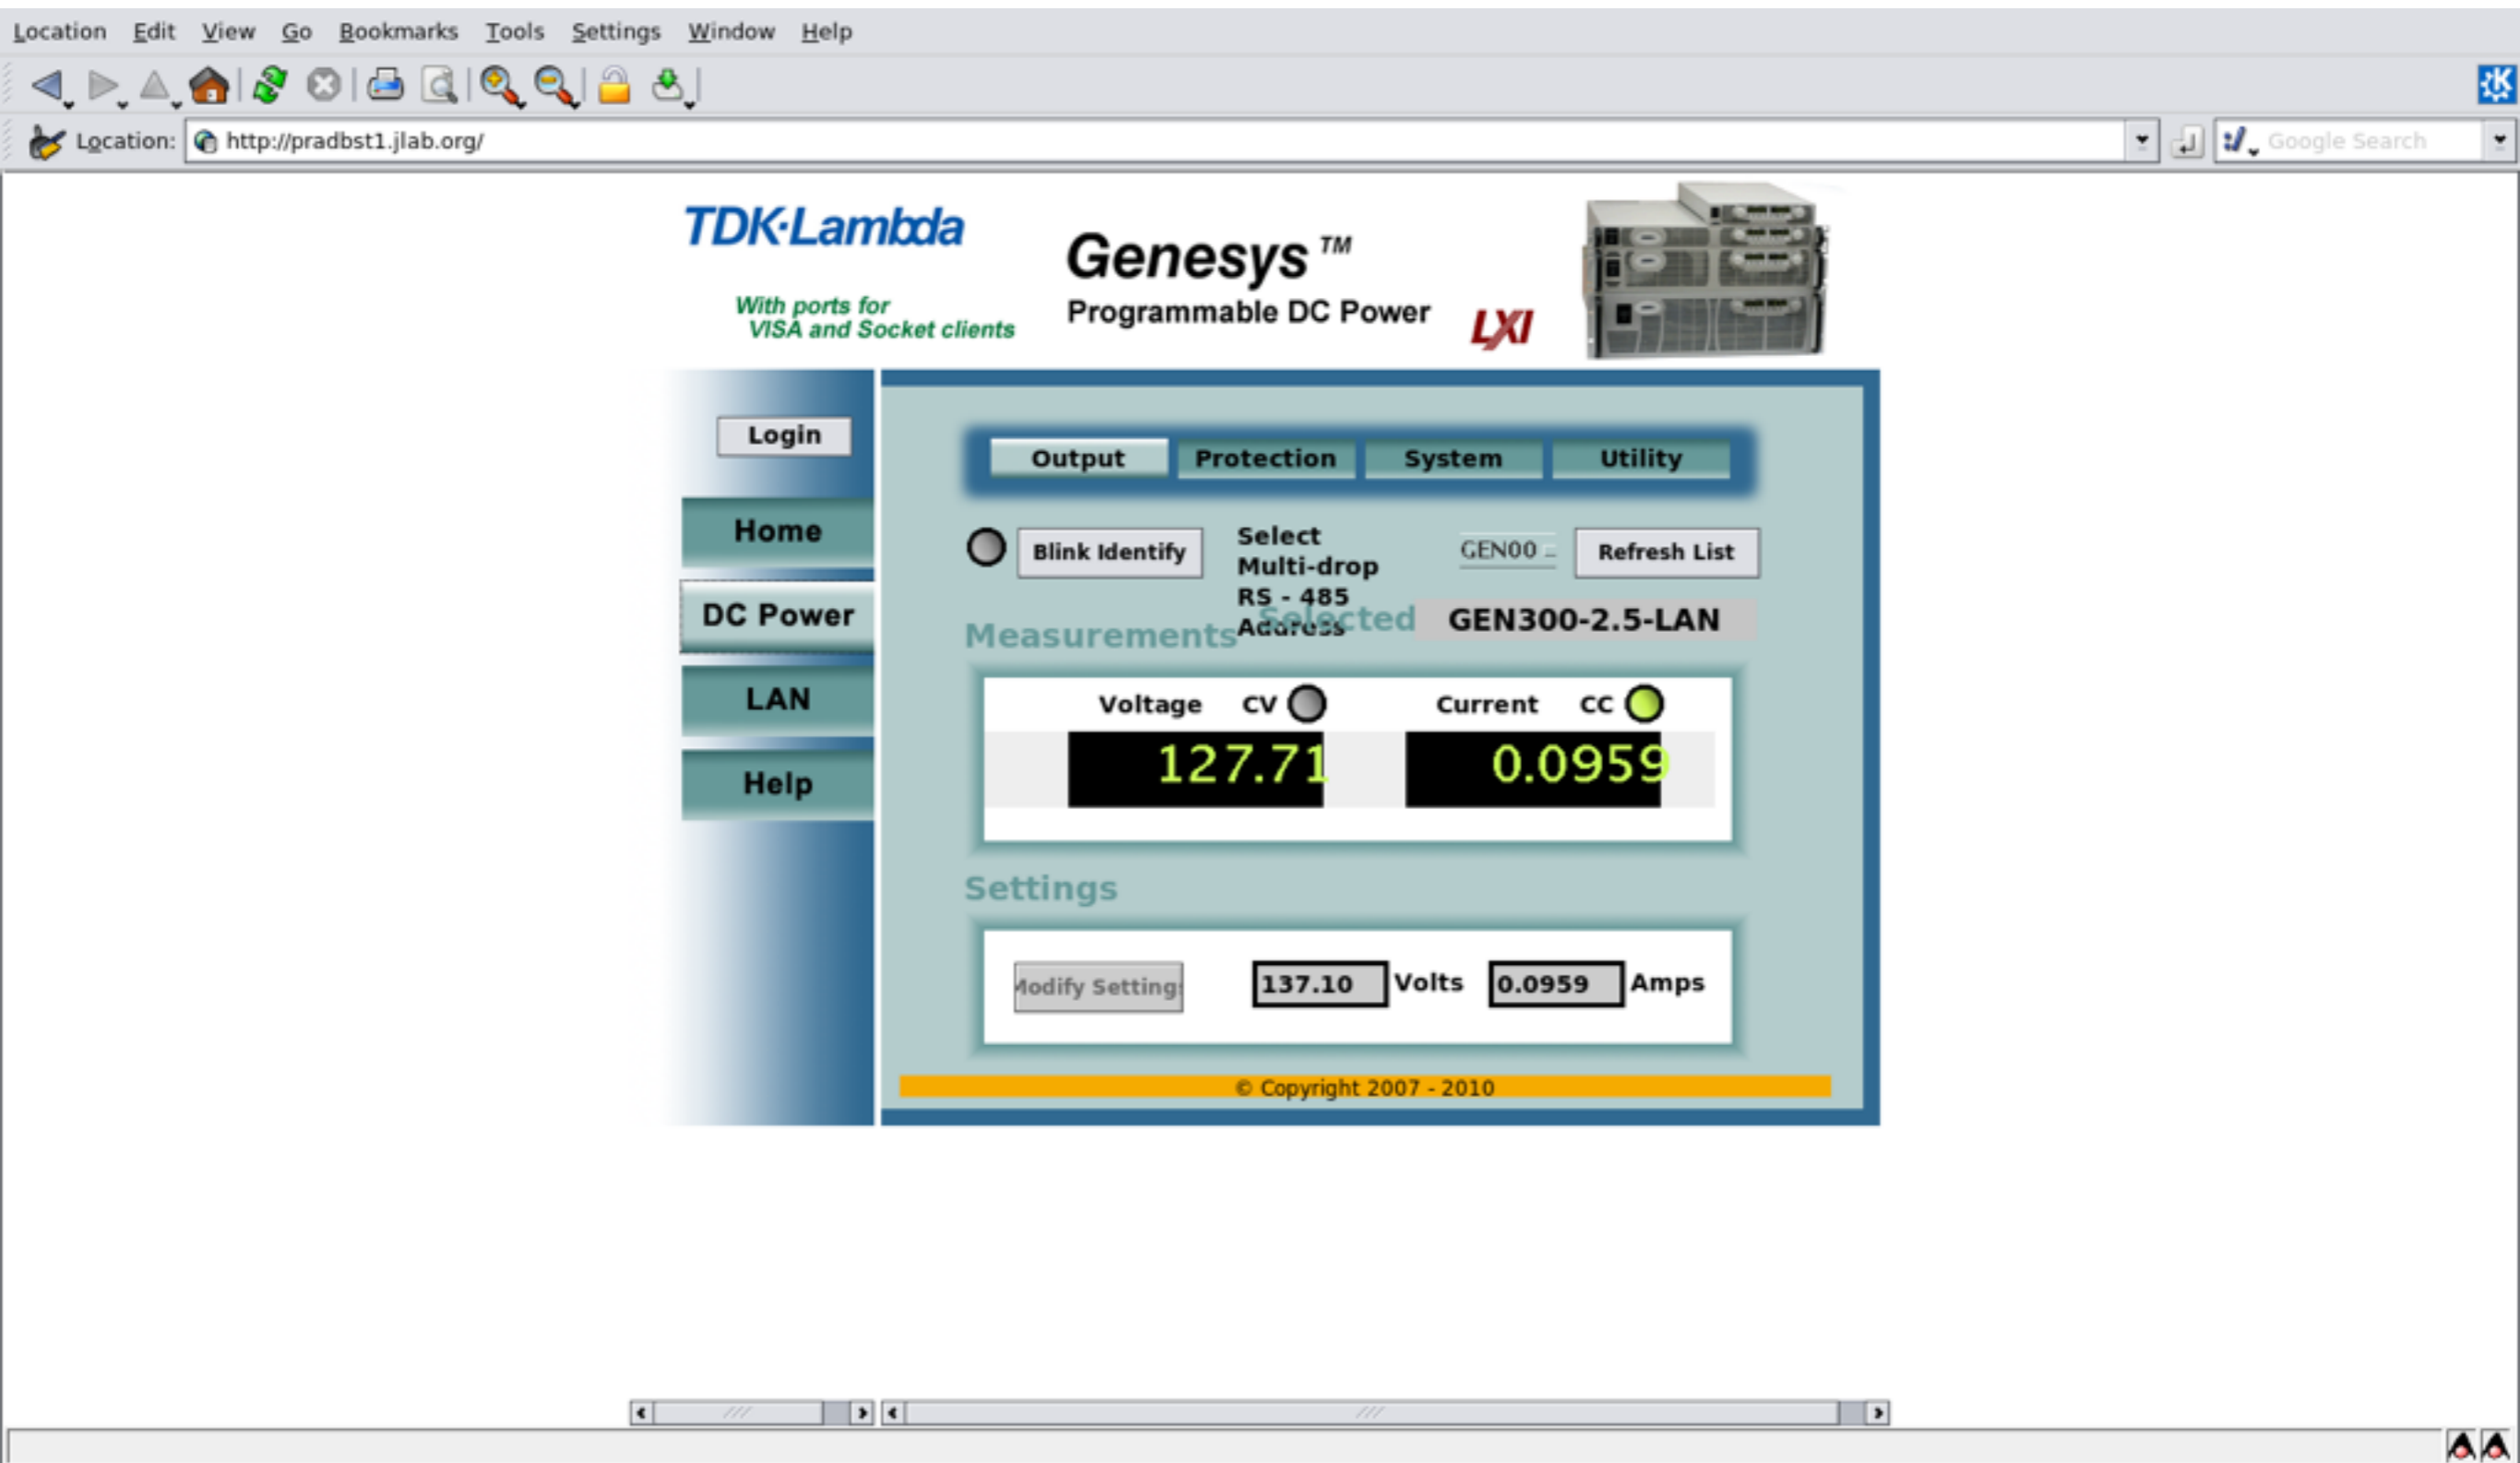 Location Edit View Go Bookmarks Tools Settings Window Help
Location: http://pradbst1.jlab.org/ Google Search
TDK·Lambda
With ports for
VISA and Socket clients
Genesys™
Programmable DC Power
LXI
Login
Home
DC Power
LAN
Help
Output Protection System Utility
Blink Identify
Select
Multi-drop
RS - 485
Address
GEN00
Refresh List
Measurements
Selected GEN300-2.5-LAN
Voltage CV Current CC
127.71 0.0959
Settings
Modify Settings 137.10 Volts 0.0959 Amps
© Copyright 2007 - 2010